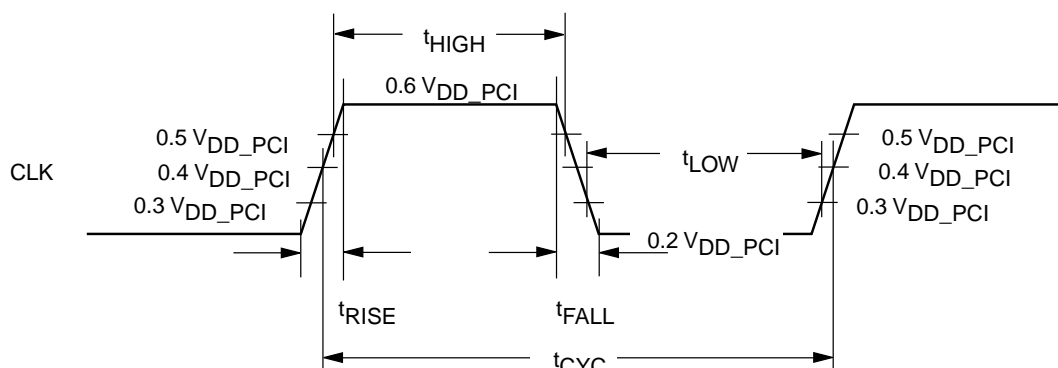 tHIGH
0.6 VDD_PCI
0.5 VDD_PCI
0.5 VDD_PCI
CLK
0.4 VDD_PCI
tLOW
0.4 VDD_PCI
0.3 VDD_PCI
0.3 VDD_PCI
0.2 VDD_PCI
tRISE
tFALL
tCYC